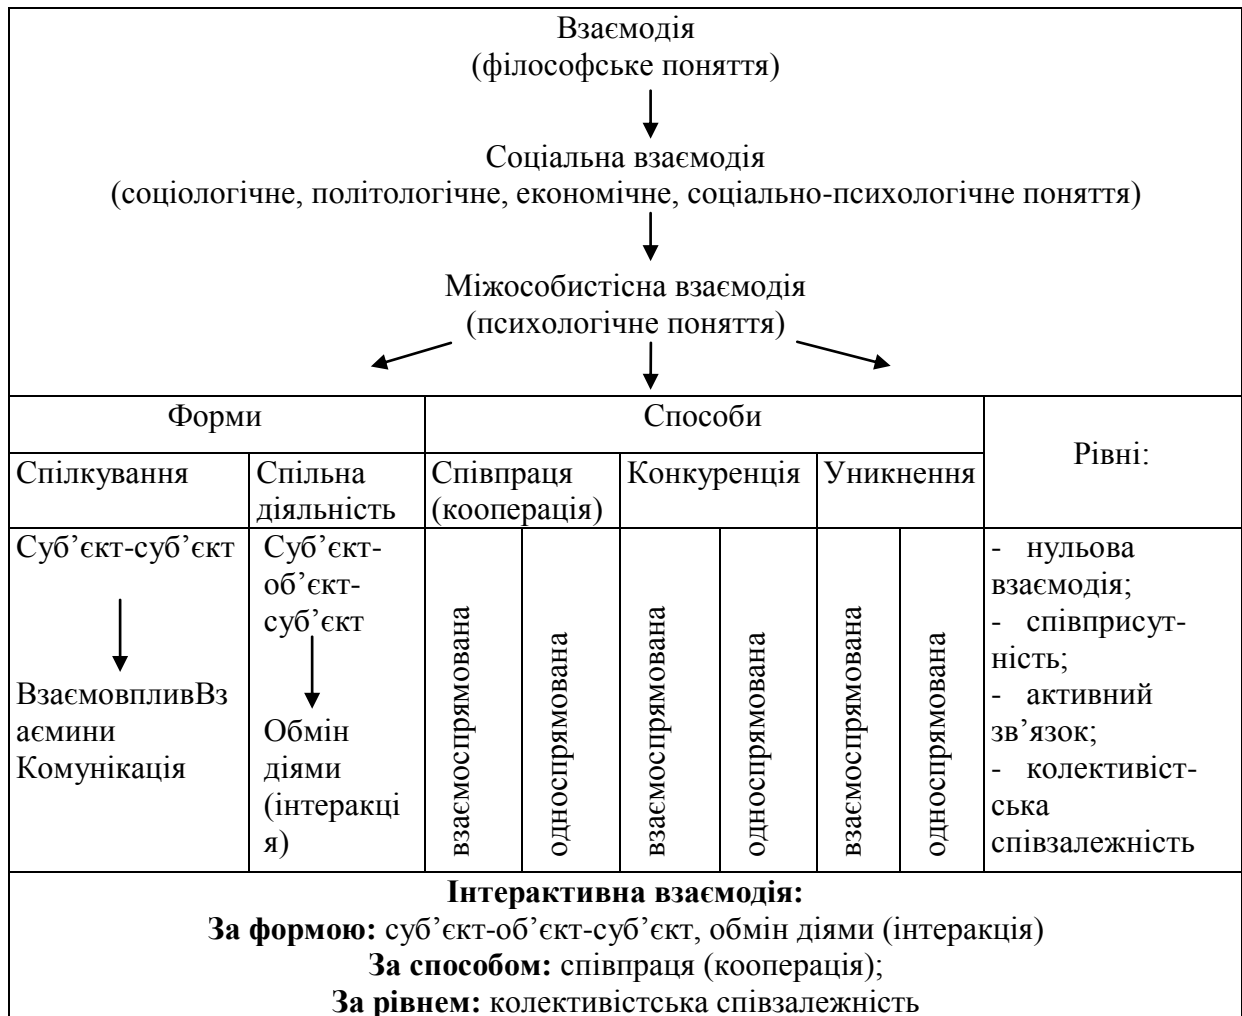 Взаємодія
(філософське поняття)
Соціальна взаємодія
(соціологічне, політологічне, економічне, соціально-психологічне поняття)
Міжособистісна взаємодія
(психологічне поняття)
Форми
Способи
Рівні:
Спілкування
Спільна
діяльність
Співпраця
(кооперація)
Конкуренція
Уникнення
Суб’єкт-суб’єкт
ВзаємовпливВз
аємини
Комунікація
Суб’єкт-
об’єкт-
суб’єкт
Обмін
діями
(інтеракці
я)
взаємоспрямована
односпрямована
взаємоспрямована
односпрямована
взаємоспрямована
односпрямована
- нульова
взаємодія;
- співприсут-
ність;
- активний
зв’язок;
- колективіст-
ська
співзалежність
Інтерактивна взаємодія:
За формою: суб’єкт-об’єкт-суб’єкт, обмін діями (інтеракція)
За способом: співпраця (кооперація);
За рівнем: колективістська співзалежність